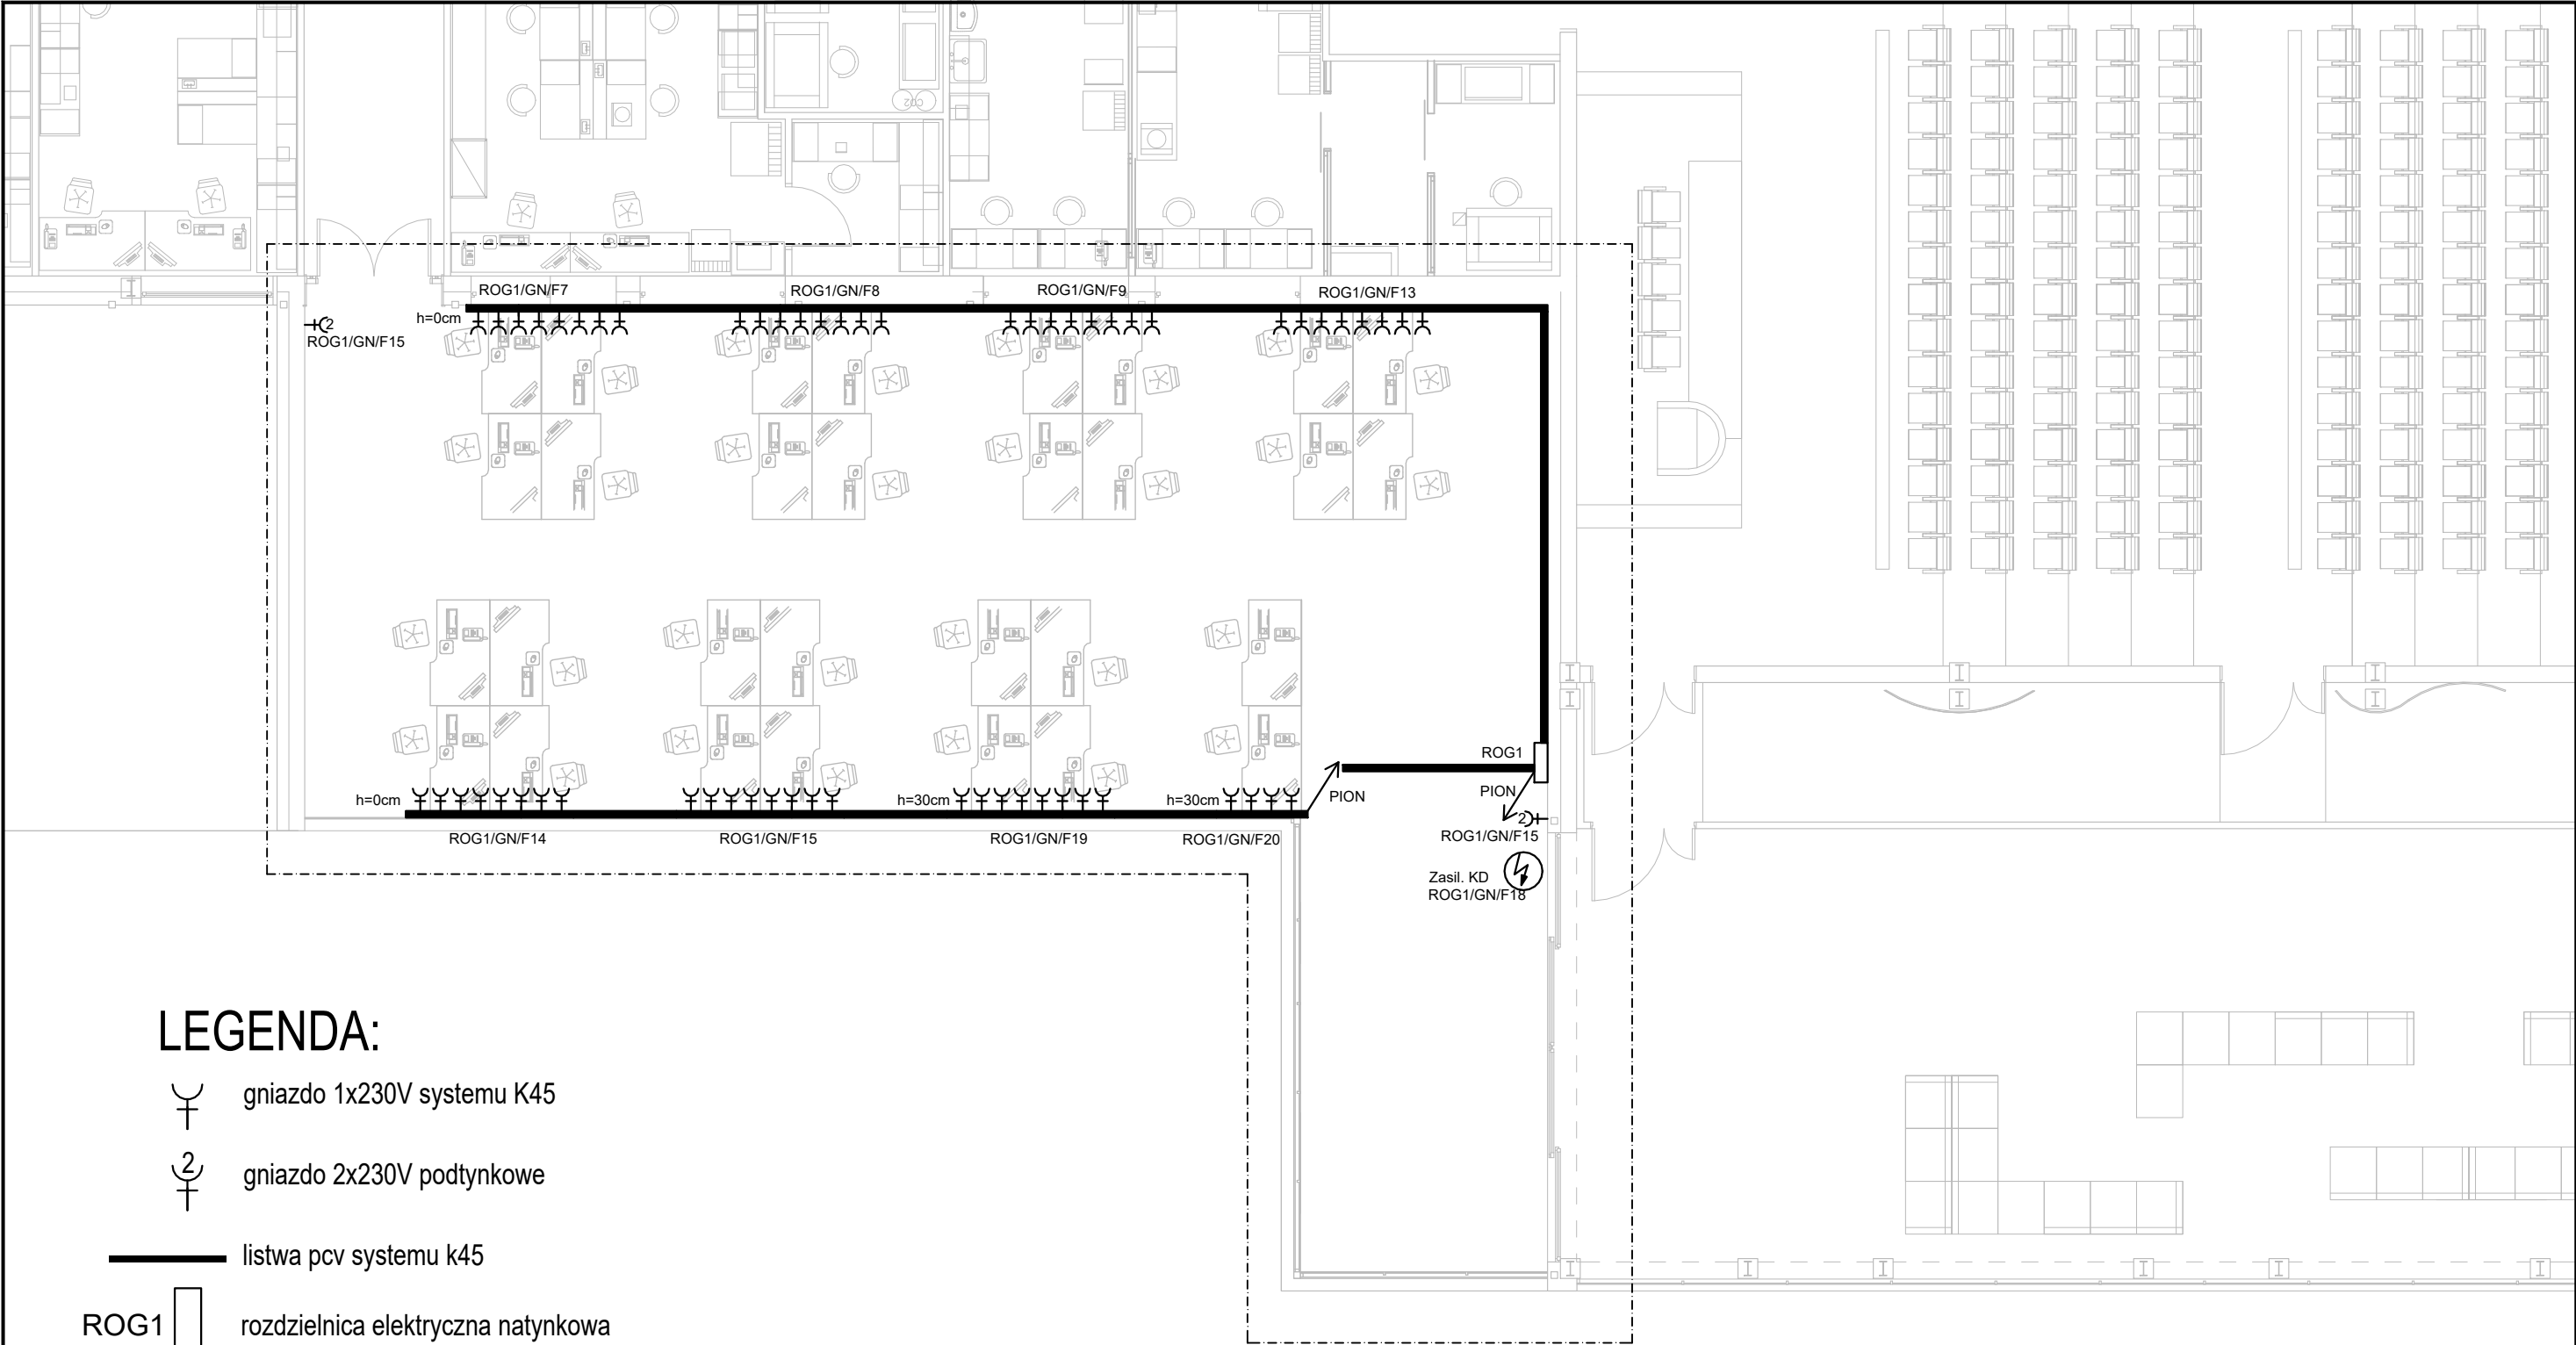 CO2
ROG1/GN/F7
ROG1/GN/F8
ROG1/GN/F9
ROG1/GN/F13
h=0cm
2
ROG1/GN/F15
ROG1
PION
PION
h=0cm
h=30cm
h=30cm
2
ROG1/GN/F15
ROG1/GN/F14
ROG1/GN/F15
ROG1/GN/F19
ROG1/GN/F20
Zasil. KD
ROG1/GN/F18
LEGENDA:
gniazdo 1x230V systemu K45
2
gniazdo 2x230V podtynkowe
listwa pcv systemu k45
ROG1
rozdzielnica elektryczna natynkowa